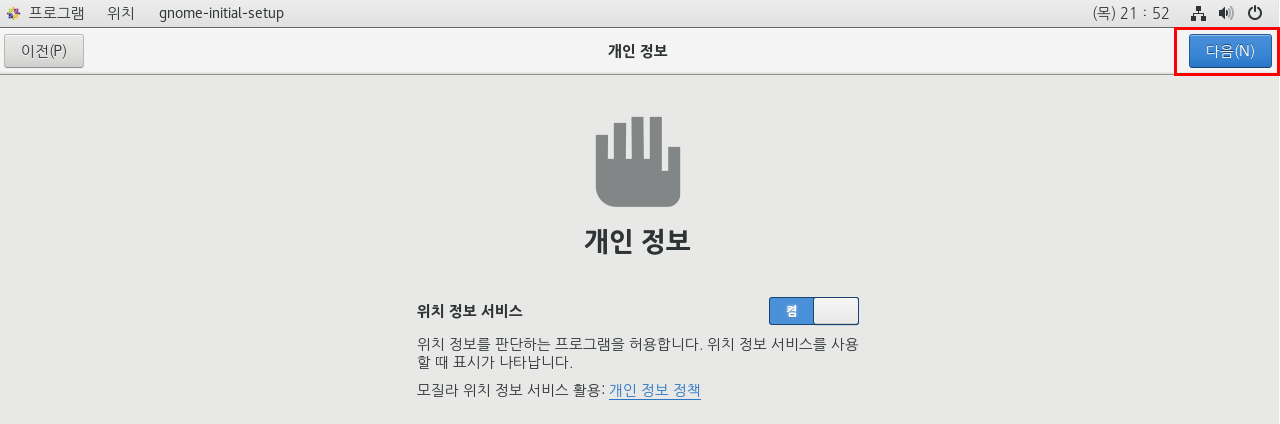 프로그램 위치 gnome-initial-setup (목) 21 : 52
이전(P) 개인 정보 다음(N)
개인 정보
위치 정보 서비스 켬
위치 정보를 판단하는 프로그램을 허용합니다. 위치 정보 서비스를 사용
할 때 표시가 나타납니다.
모질라 위치 정보 서비스 활용: 개인 정보 정책